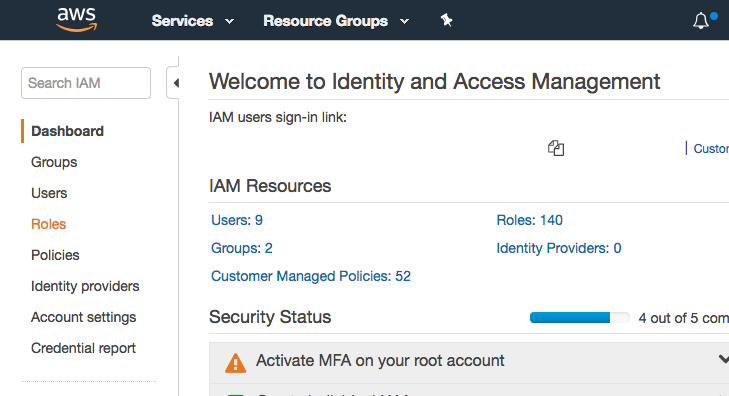 aws
Services
Resource Groups
Search IAM
Dashboard
Groups
Users
Roles
Policies
Identity providers
Account settings
Credential report
Welcome to Identity and Access Management
IAM users sign-in link:
| Custo
IAM Resources
Users: 9
Roles: 140
Groups: 2
Identity Providers: 0
Customer Managed Policies: 52
Security Status
4 out of 5 com
Activate MFA on your root account